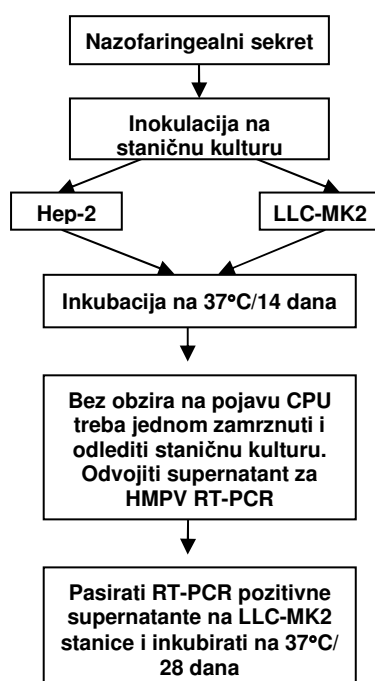 Nazofaringealni sekret
Inokulacija na
staničnu kulturu
Hep-2
LLC-MK2
Inkubacija na 37°C/14 dana
Bez obzira na pojavu CPU
treba jednom zamrznuti i
odlediti staničnu kulturu.
Odvojiti supernatant za
HMPV RT-PCR
Pasirati RT-PCR pozitivne
supernatante na LLC-MK2
stanice i inkubirati na 37°C/
28 dana